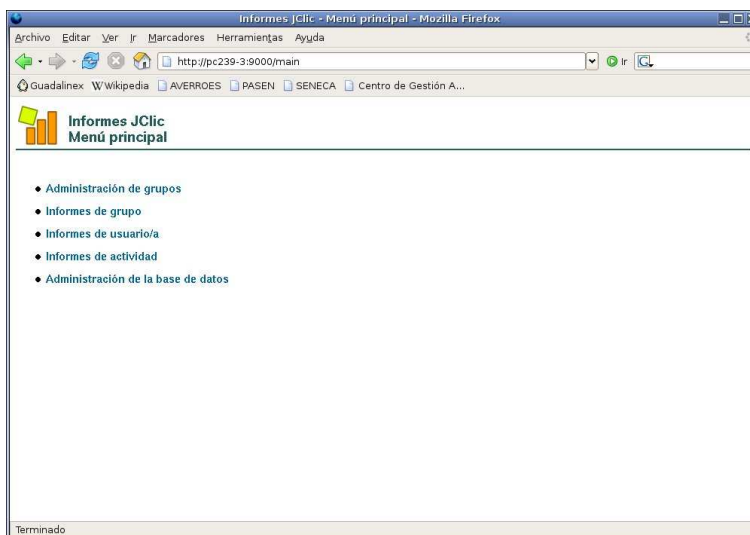 Informes JClic - Menú principal - Mozilla Firefox
Archivo Editar Ver Ir Marcadores Herramientas Ayuda
http://pc239-3:9000/main Ir G
Guadalinex W Wikipedia AVERROES PASEN SENECA Centro de Gestión A...
Informes JClic
Menú principal
Administración de grupos
Informes de grupo
Informes de usuario/a
Informes de actividad
Administración de la base de datos
Terminado